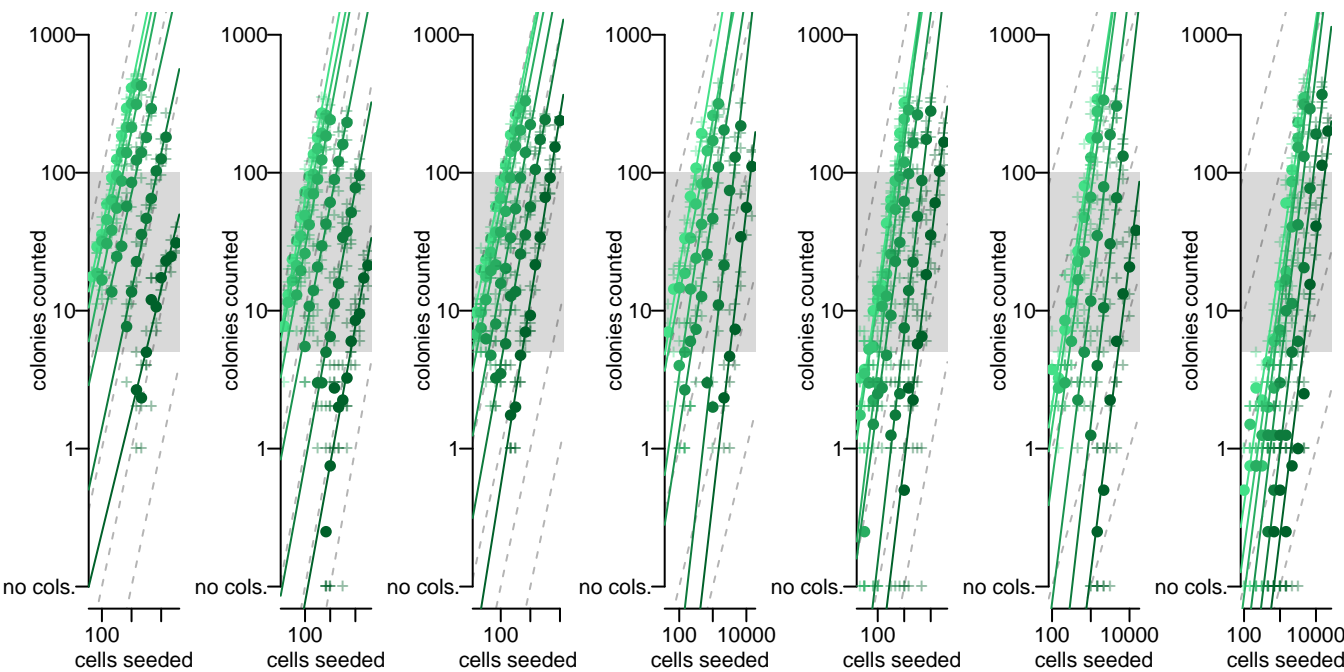 1000 1000 1000 1000 1000 1000 1000
100 100 100 100 100 100 100
colonies counted colonies counted colonies counted colonies counted colonies counted colonies counted colonies counted
10 10 10 10 10 10 10
1 1 1 1 1 1 1
no cols. no cols. no cols. no cols. no cols. no cols. no cols.
100 100 100 100 10000 100 100 10000 100 10000
cells seeded cells seeded cells seeded cells seeded cells seeded cells seeded cells seeded